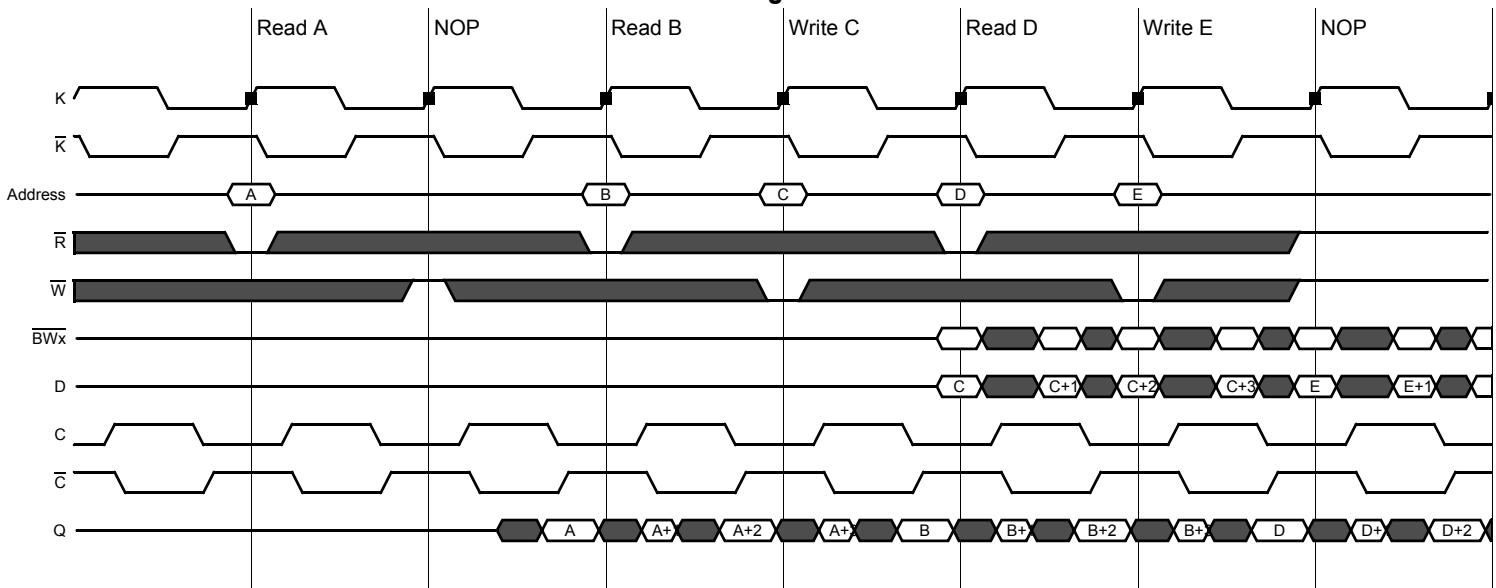 Read A NOP Read B Write C Read D Write E NOP
K
K
Address A B C D E
R
W
BWx
D C C+1 C+2 C+3 E E+1
C
C
Q A A+ A+2 A+ B B+ B+2 B+ D D+ D+2